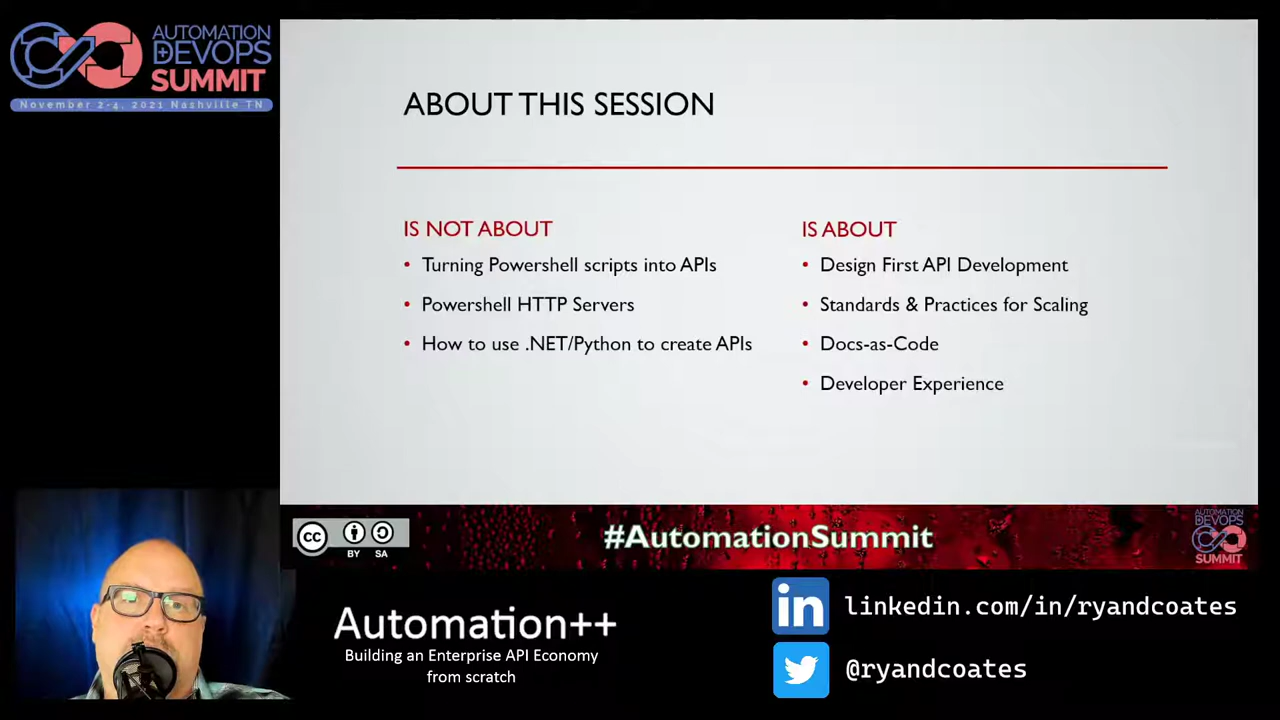 AUTOMATION
DEVOPS
SUMMIT
November 2-4, 2021 Nashville TN
ABOUT THIS SESSION
IS NOT ABOUT
• Turning Powershell scripts into APIs
• Powershell HTTP Servers
• How to use .NET/Python to create APIs
IS ABOUT
• Design First API Development
• Standards & Practices for Scaling
• Docs-as-Code
• Developer Experience
cc
BY SA
#AutomationSummit
AUTOMATION
DEVOPS
SUMMIT
Automation++
Building an Enterprise API Economy
from scratch
in
linkedin.com/in/ryandcoates
@ryandcoates